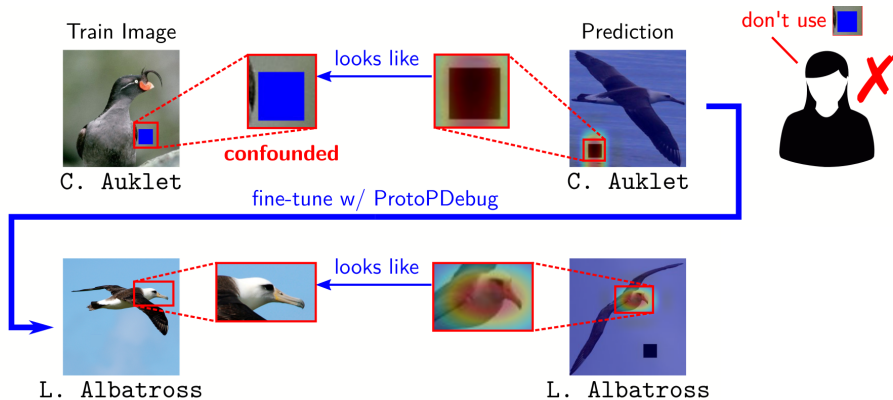 don't use
Train Image
Prediction
looks like
confounded
C. Auklet
C. Auklet
fine-tune w/ ProtoPDebug
looks like
L. Albatross
L. Albatross